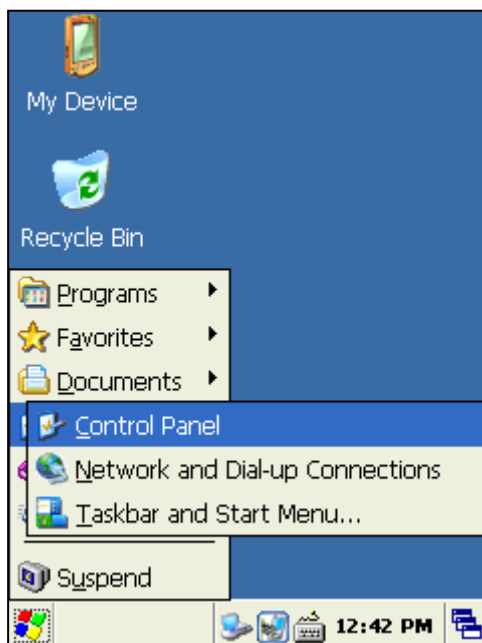 My Device
Recycle Bin
Programs
Favorites
Documents
Control Panel
Network and Dial-up Connections
Taskbar and Start Menu...
Suspend
12:42 PM